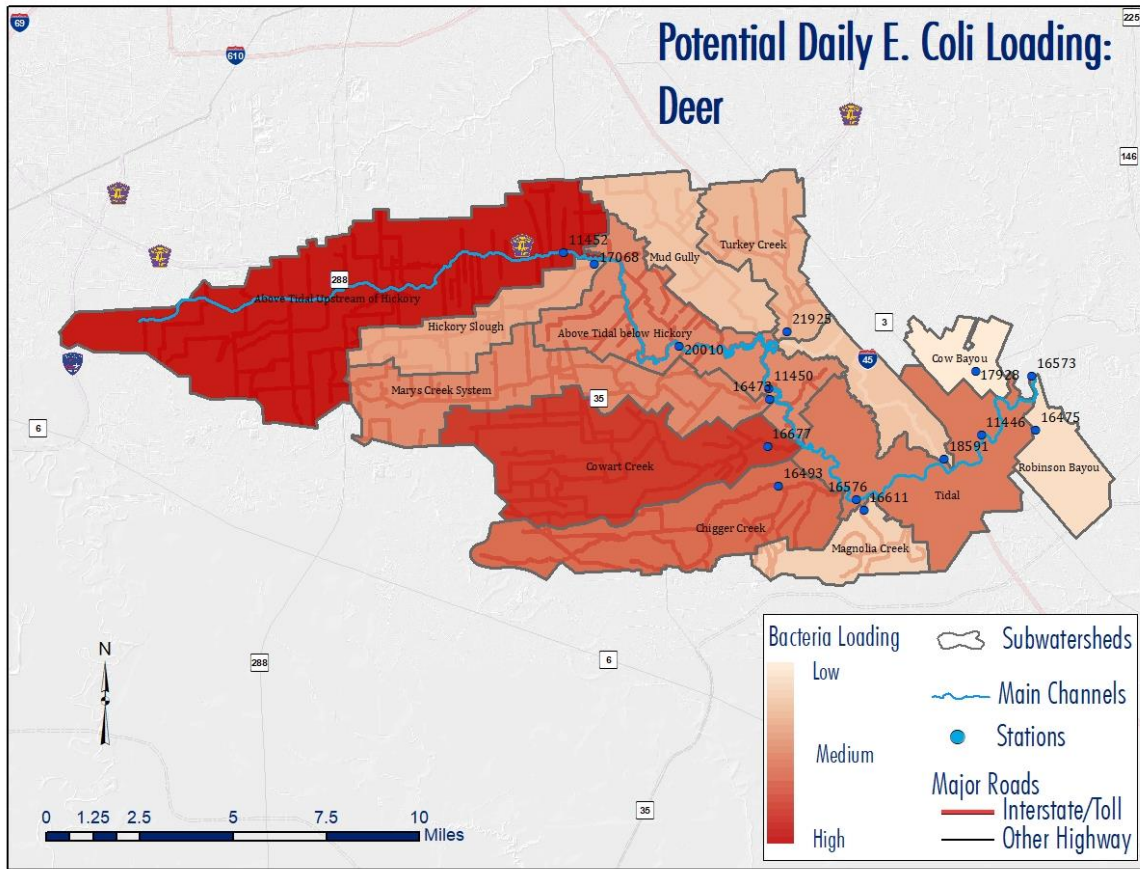 Potential Daily E. Coli Loading:
Deer
69
610
225
146
288
3
45
35
6
288
6
35
11452
17068
Mud Gully
Turkey Creek
Above Tidal Upstream of Hickory
Hickory Slough
Above Tidal below Hickory
21925
20010
Cow Bayou
17928
16573
Marys Creek System
16473
11450
16475
11446
16677
18591
Cowart Creek
Robinson Bayou
16493
16576
16611
Tidal
Chigger Creek
Magnolia Creek
N
0 1.25 2.5 5 7.5 10
Miles
Bacteria Loading
Low
Medium
High
Subwatersheds
Main Channels
Stations
Major Roads
Interstate/Toll
Other Highway